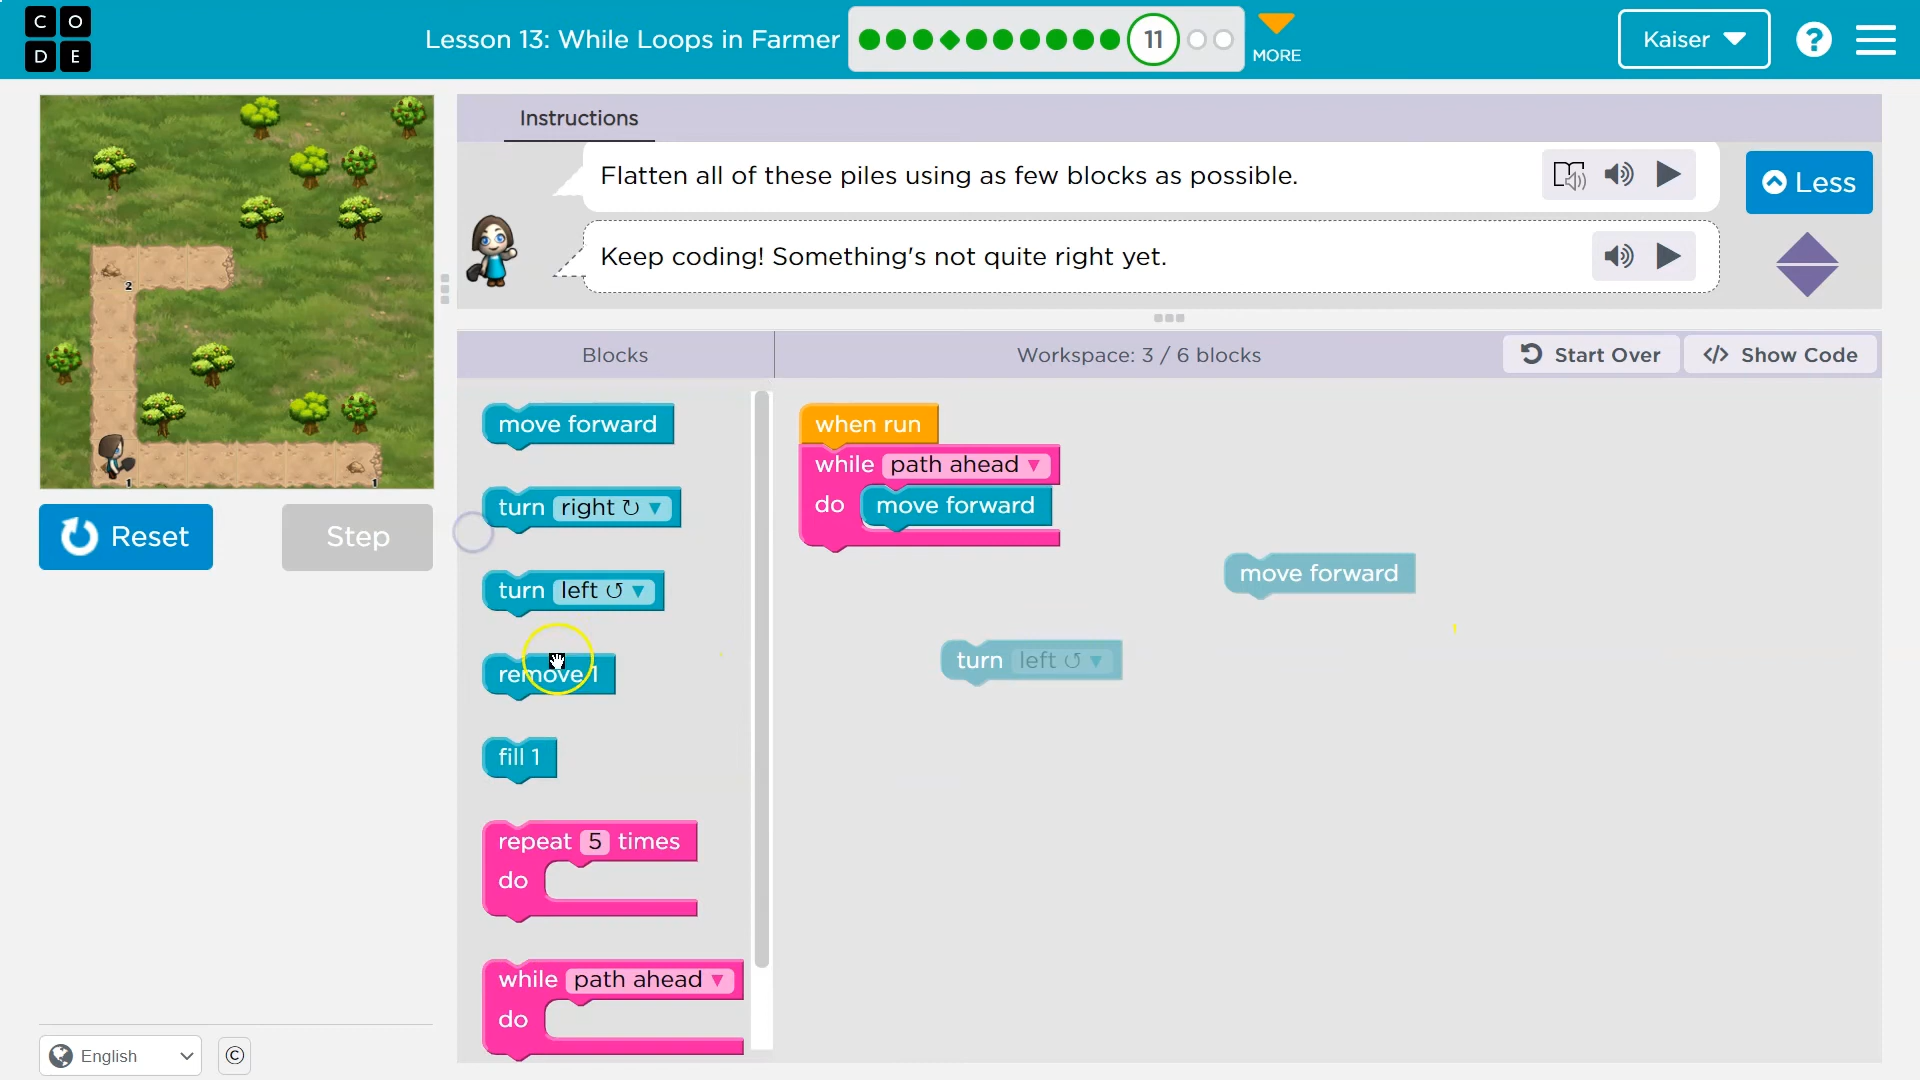 CODE
Lesson 13: While Loops in Farmer
11
MORE
Kaiser
?
Instructions
Flatten all of these piles using as few blocks as possible.
Less
Keep coding! Something's not quite right yet.
2
1
1
Reset
Step
Blocks
Workspace: 3 / 6 blocks
Start Over
</> Show Code
move forward
turn right ↻ ▼
turn left ↺ ▼
remove 1
fill 1
repeat 5 times
do
while path ahead ▼
do
when run
while path ahead ▼
do move forward
move forward
turn left ↺ ▼
English
©